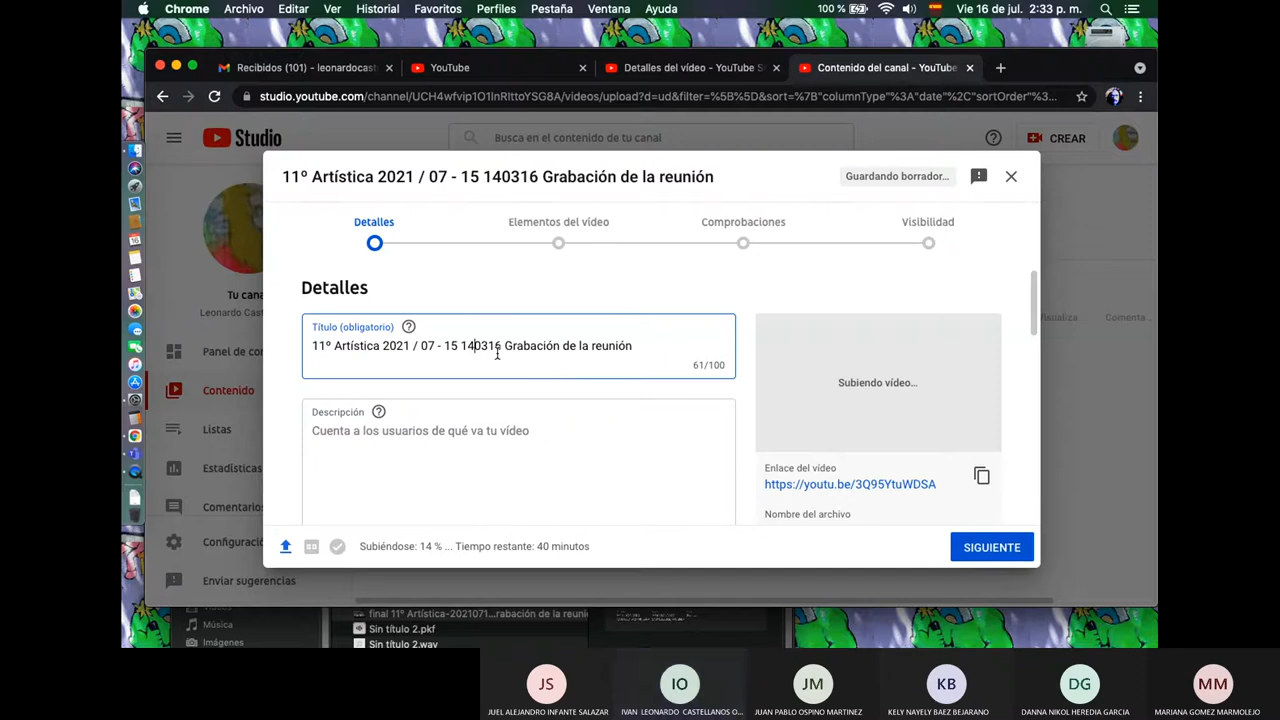 Chrome Archivo Editar Ver Historial Favoritos Perfiles Pestaña Ventana Ayuda 100 % Vie 16 de jul. 2:33 p. m.
Recibidos (101) - leonardocast
YouTube
Detalles del vídeo - YouTube S
Contenido del canal - YouTube
studio.youtube.com/channel/UCH4wfvip1O1lnRlttoYSG8A/videos/upload?d=ud&filter=%5B%5D&sort=%7B"columnType"%3A"date"%2C"sortOrder"%3...
Studio
Busca en el contenido de tu canal
CREAR
11º Artística 2021 / 07 - 15 140316 Grabación de la reunión
Guardando borrador...
Detalles
Elementos del vídeo
Comprobaciones
Visibilidad
Detalles
Título (obligatorio)
11º Artística 2021 / 07 - 15 140316 Grabación de la reunión
61/100
Descripción
Cuenta a los usuarios de qué va tu vídeo
Subiendo vídeo...
Enlace del vídeo
https://youtu.be/3Q95YtuWDSA
Nombre del archivo
Subiéndose: 14 % ... Tiempo restante: 40 minutos
SIGUIENTE
Tu cana
Leonardo Cast
Panel de con
Contenido
Listas
Estadísticas
Comentarios
Configuració
Enviar sugerencias
Visualiza
Comenta...
Música
Imágenes
final 11º Artística-2021071...rabación de la reunió
Sin título 2.pkf
Sin título 2.wav
JS
IO
JM
KB
DG
MM
JUEL ALEJANDRO INFANTE SALAZAR
IVAN LEONARDO CASTELLANOS O...
JUAN PABLO OSPINO MARTINEZ
KELY NAYELY BAEZ BEJARANO
DANNA NIKOL HEREDIA GARCIA
MARIANA GOMEZ MARMOLEJO